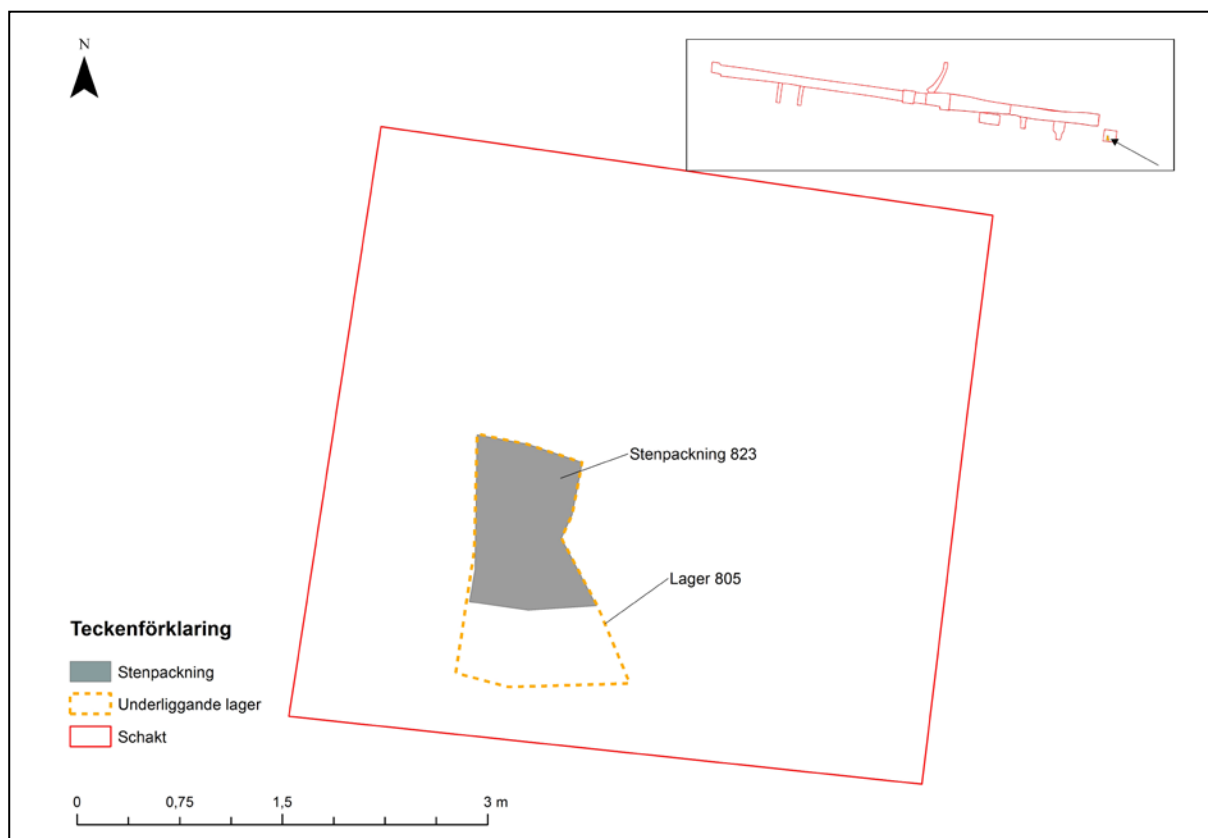 N
Stenpackning 823
Lager 805
Teckenförklaring
Stenpackning
Underliggande lager
Schakt
0 0,75 1,5 3 m